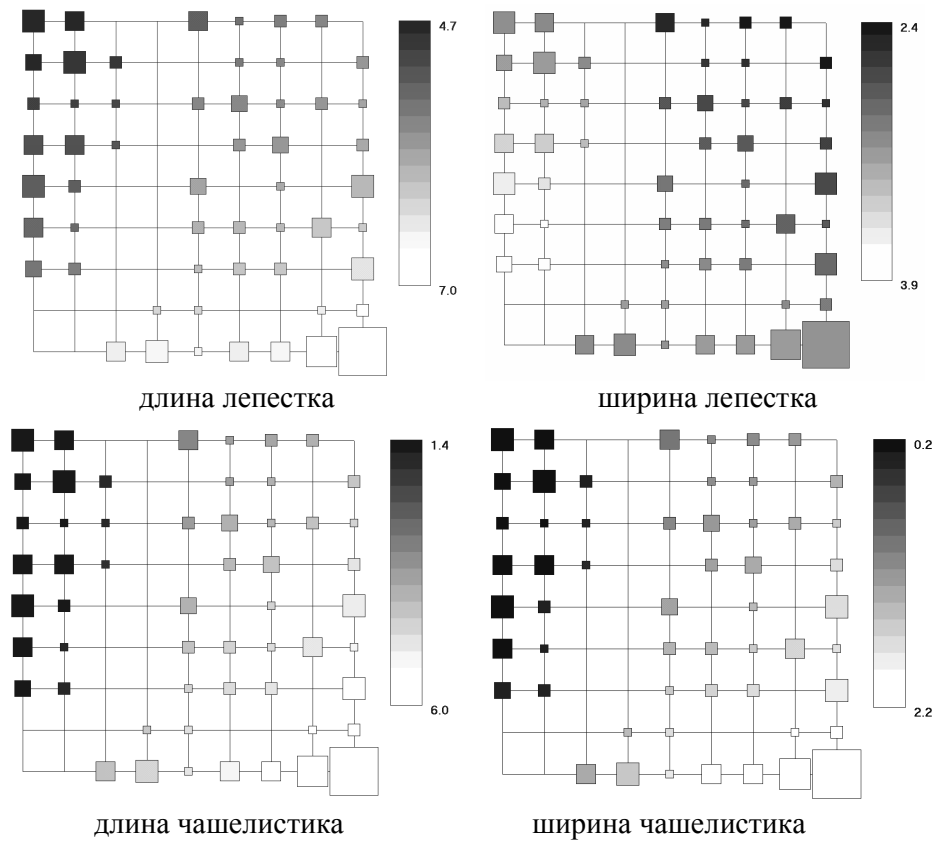 4.7
7.0
2.4
3.9
длина лепестка
ширина лепестка
1.4
6.0
0.2
2.2
длина чашелистика
ширина чашелистика